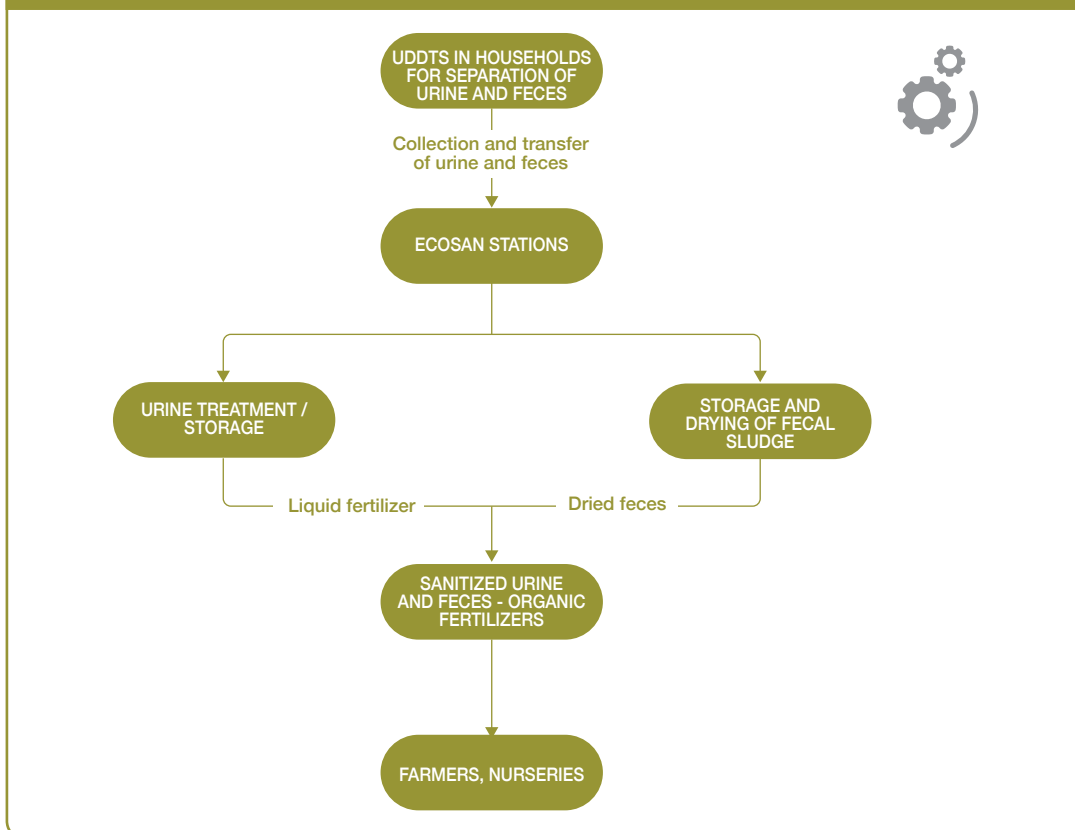 UDDTS IN HOUSEHOLDS
FOR SEPARATION OF
URINE AND FECES
Collection and transfer
of urine and feces
ECOSAN STATIONS
URINE TREATMENT /
STORAGE
STORAGE AND
DRYING OF FECAL
SLUDGE
Liquid fertilizer
Dried feces
SANITIZED URINE
AND FECES - ORGANIC
FERTILIZERS
FARMERS, NURSERIES